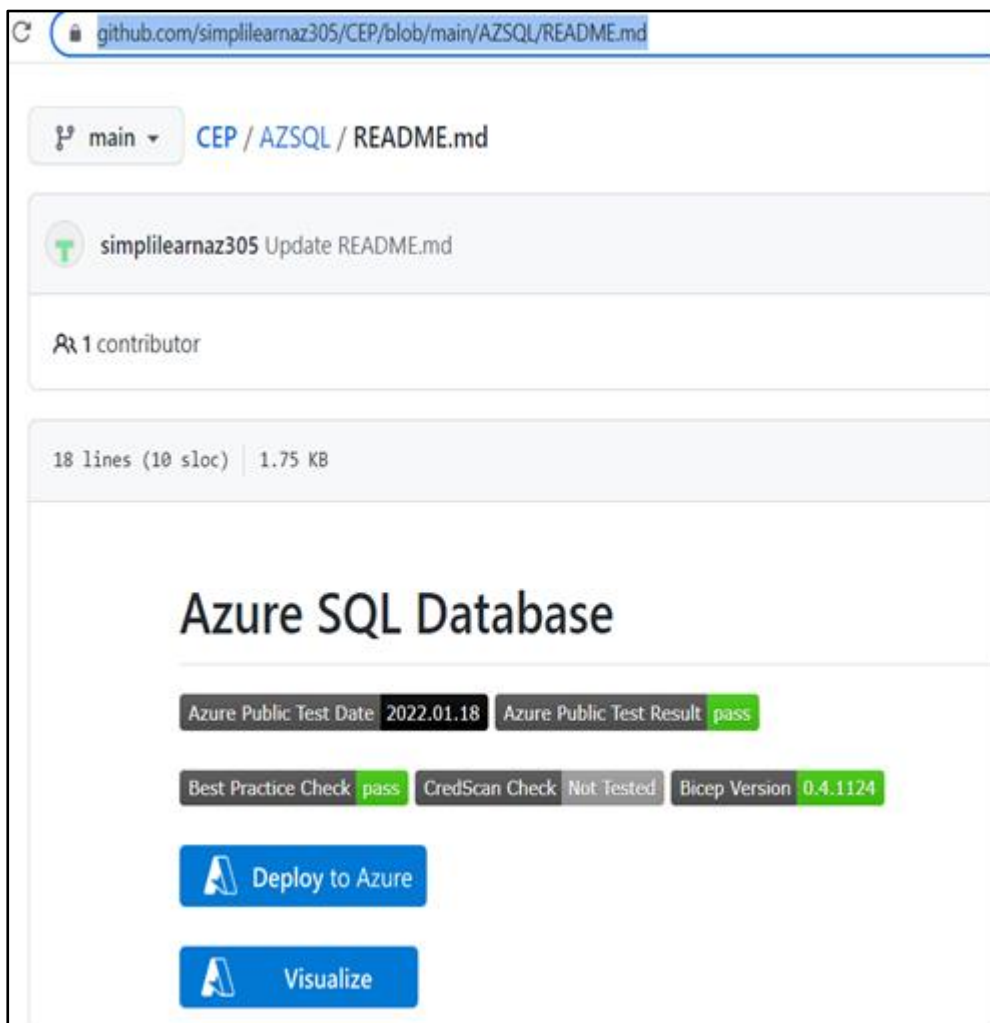 github.com/simplilearnaz305/CEP/blob/main/AZSQL/README.md
main CEP / AZSQL / README.md
simplilearnaz305 Update README.md
1 contributor
18 lines (10 sloc) 1.75 KB
Azure SQL Database
Azure Public Test Date 2022.01.18 Azure Public Test Result pass
Best Practice Check pass CredScan Check Not Tested Bicep Version 0.4.1124
Deploy to Azure
Visualize